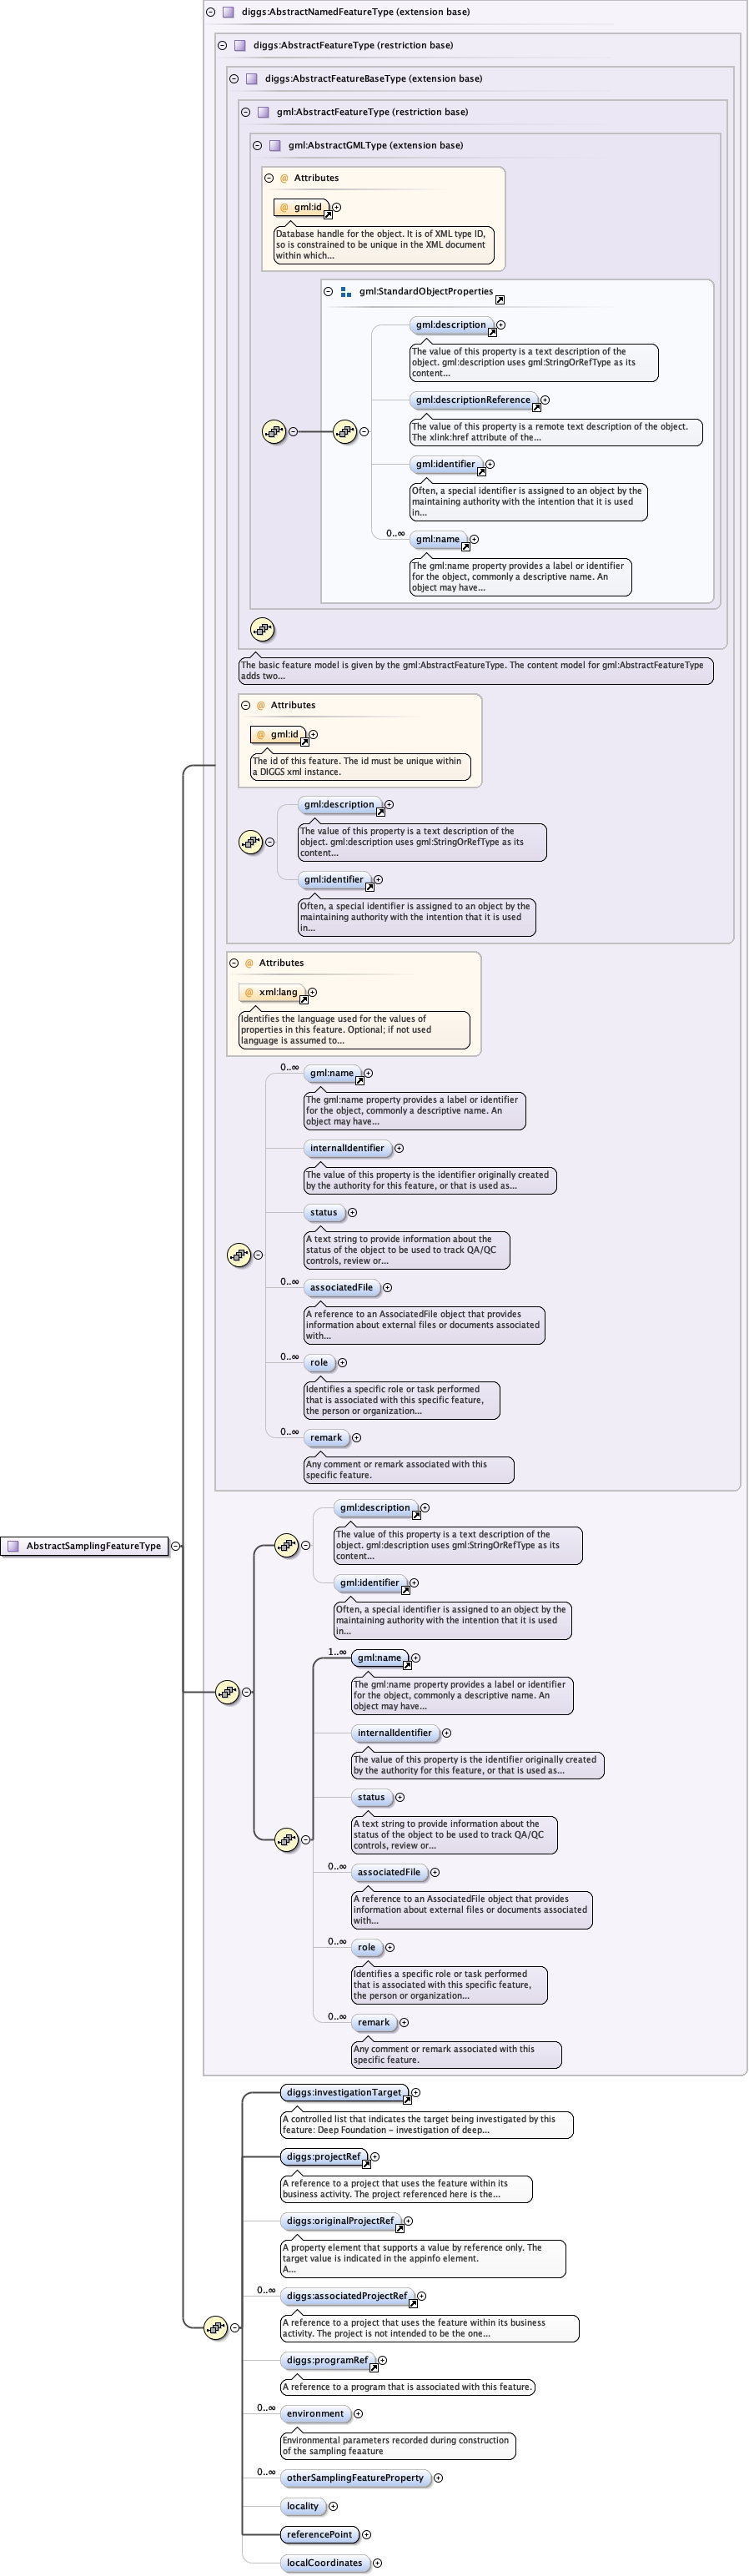 diggs:AbstractNamedFeatureType (extension base)
diggs:AbstractFeatureType (restriction base)
diggs:AbstractFeatureBaseType (extension base)
gml:AbstractFeatureType (restriction base)
gml:AbstractGMLType (extension base)
@ Attributes
@ gml:id
Database handle for the object. It is of XML type ID,
so is constrained to be unique in the XML document
within which...
gml:StandardObjectProperties
gml:description
The value of this property is a text description of the
object. gml:description uses gml:StringOrRefType as its
content...
gml:descriptionReference
The value of this property is a remote text description of the object.
The xlink:href attribute of the...
gml:identifier
Often, a special identifier is assigned to an object by the
maintaining authority with the intention that it is used
in...
0..∞
gml:name
The gml:name property provides a label or identifier
for the object, commonly a descriptive name. An
object may have...
The basic feature model is given by the gml:AbstractFeatureType. The content model for gml:AbstractFeatureType
adds two...
@ Attributes
@ gml:id
The id of this feature. The id must be unique within
a DIGGS xml instance.
gml:description
The value of this property is a text description of the
object. gml:description uses gml:StringOrRefType as its
content...
gml:identifier
Often, a special identifier is assigned to an object by the
maintaining authority with the intention that it is used
in...
@ Attributes
@ xml:lang
Identifies the language used for the values of
properties in this feature. Optional; if not used
language is assumed to...
0..∞
gml:name
The gml:name property provides a label or identifier
for the object, commonly a descriptive name. An
object may have...
internalIdentifier
The value of this property is the identifier originally created
by the authority for this feature, or that is used as...
status
A text string to provide information about the
status of the object to be used to track QA/QC
controls, review or...
0..∞
associatedFile
A reference to an AssociatedFile object that provides
information about external files or documents associated
with...
0..∞
role
Identifies a specific role or task performed
that is associated with this specific feature,
the person or organization...
0..∞
remark
Any comment or remark associated with this
specific feature.
AbstractSamplingFeatureType
gml:description
The value of this property is a text description of the
object. gml:description uses gml:StringOrRefType as its
content...
gml:identifier
Often, a special identifier is assigned to an object by the
maintaining authority with the intention that it is used
in...
1..∞
gml:name
The gml:name property provides a label or identifier
for the object, commonly a descriptive name. An
object may have...
internalIdentifier
The value of this property is the identifier originally created
by the authority for this feature, or that is used as...
status
A text string to provide information about the
status of the object to be used to track QA/QC
controls, review or...
0..∞
associatedFile
A reference to an AssociatedFile object that provides
information about external files or documents associated
with...
0..∞
role
Identifies a specific role or task performed
that is associated with this specific feature,
the person or organization...
0..∞
remark
Any comment or remark associated with this
specific feature.
diggs:investigationTarget
A controlled list that indicates the target being investigated by this
feature: Deep Foundation - investigation of deep...
diggs:projectRef
A reference to a project that uses the feature within its
business activity. The project referenced here is the...
diggs:originalProjectRef
A property element that supports a value by reference only. The
target value is indicated in the appinfo element.
A...
0..∞
diggs:associatedProjectRef
A reference to a project that uses the feature within its business
activity. The project is not intended to be the one...
diggs:programRef
A reference to a program that is associated with this feature.
0..∞
environment
Environmental parameters recorded during construction
of the sampling feaature
0..∞
otherSamplingFeatureProperty
locality
referencePoint
localCoordinates